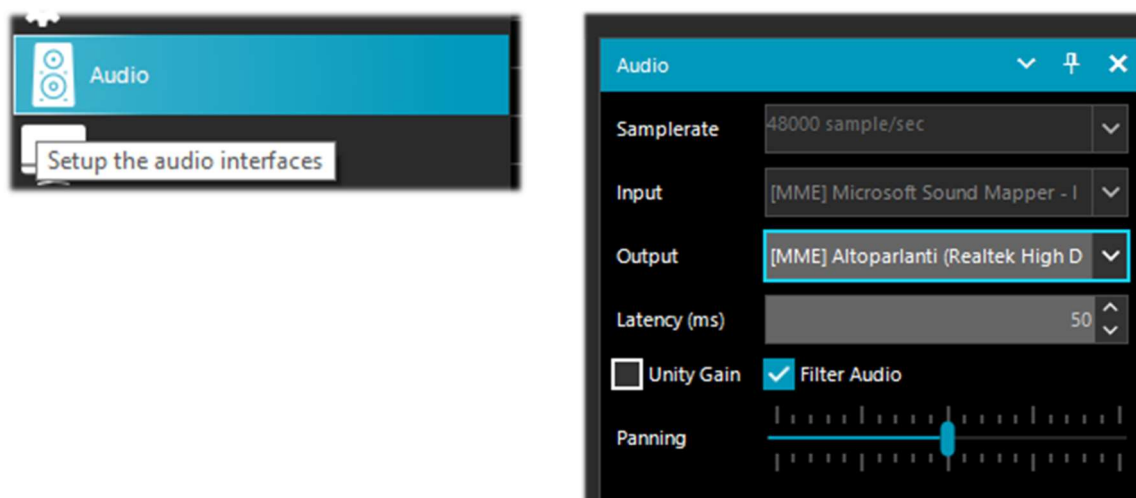 Audio
Setup the audio interfaces
Audio
Samplerate 48000 sample/sec
Input [MME] Microsoft Sound Mapper - I
Output [MME] Altoparlanti (Realtek High D
Latency (ms) 50
Unity Gain Filter Audio
Panning